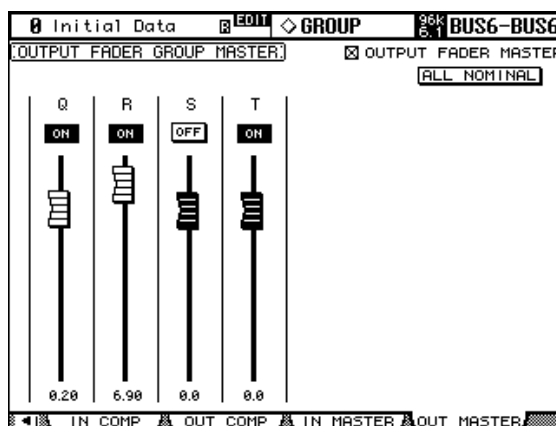 0 Initial Data R EDIT ◇ GROUP 96k 6.1 BUS6-BUS6
OUTPUT FADER GROUP MASTER
OUTPUT FADER MASTER
ALL NOMINAL
Q R S T
ON ON OFF ON
0.20 6.90 0.0 0.0
IN COMP OUT COMP IN MASTER OUT MASTER